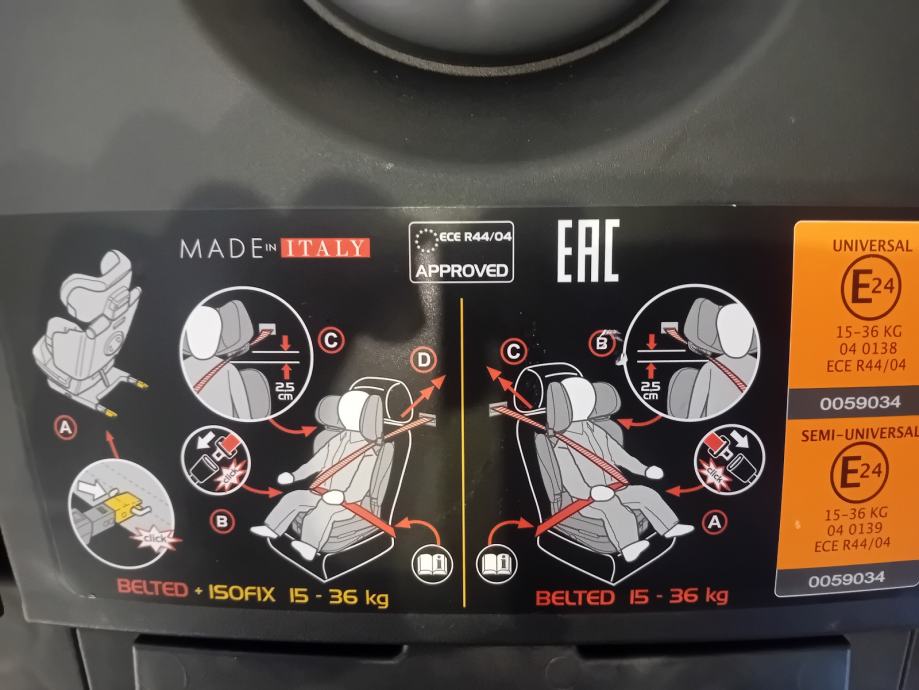 MADE IN ITALY
ECE R44/04
APPROVED
EAC
C
2,5
cm
D
A
click
B
click
BELTED + ISOFIX 15 - 36 kg
C
B
2,5
cm
click
A
BELTED 15 - 36 kg
UNIVERSAL
E24
15-36 KG
04 0138
ECE R44/04
0059034
SEMI-UNIVERSAL
E24
15-36 KG
04 0139
ECE R44/04
0059034